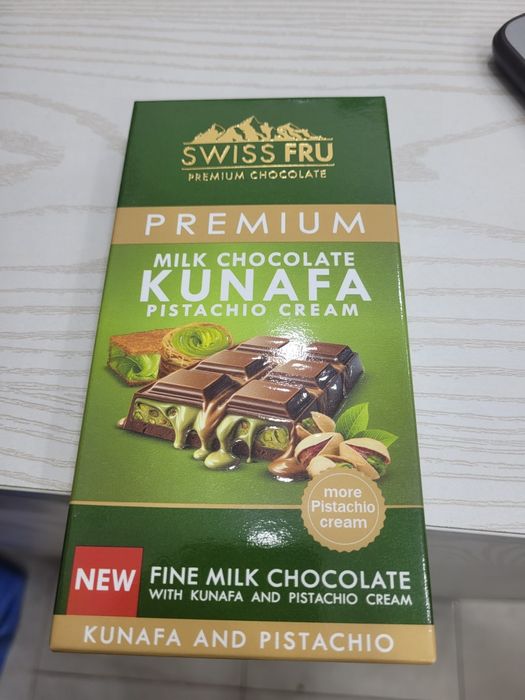 SWISS FRU
PREMIUM CHOCOLATE
PREMIUM
MILK CHOCOLATE
KUNAFA
PISTACHIO CREAM
more
Pistachio
cream
NEW
FINE MILK CHOCOLATE
WITH KUNAFA AND PISTACHIO CREAM
KUNAFA AND PISTACHIO